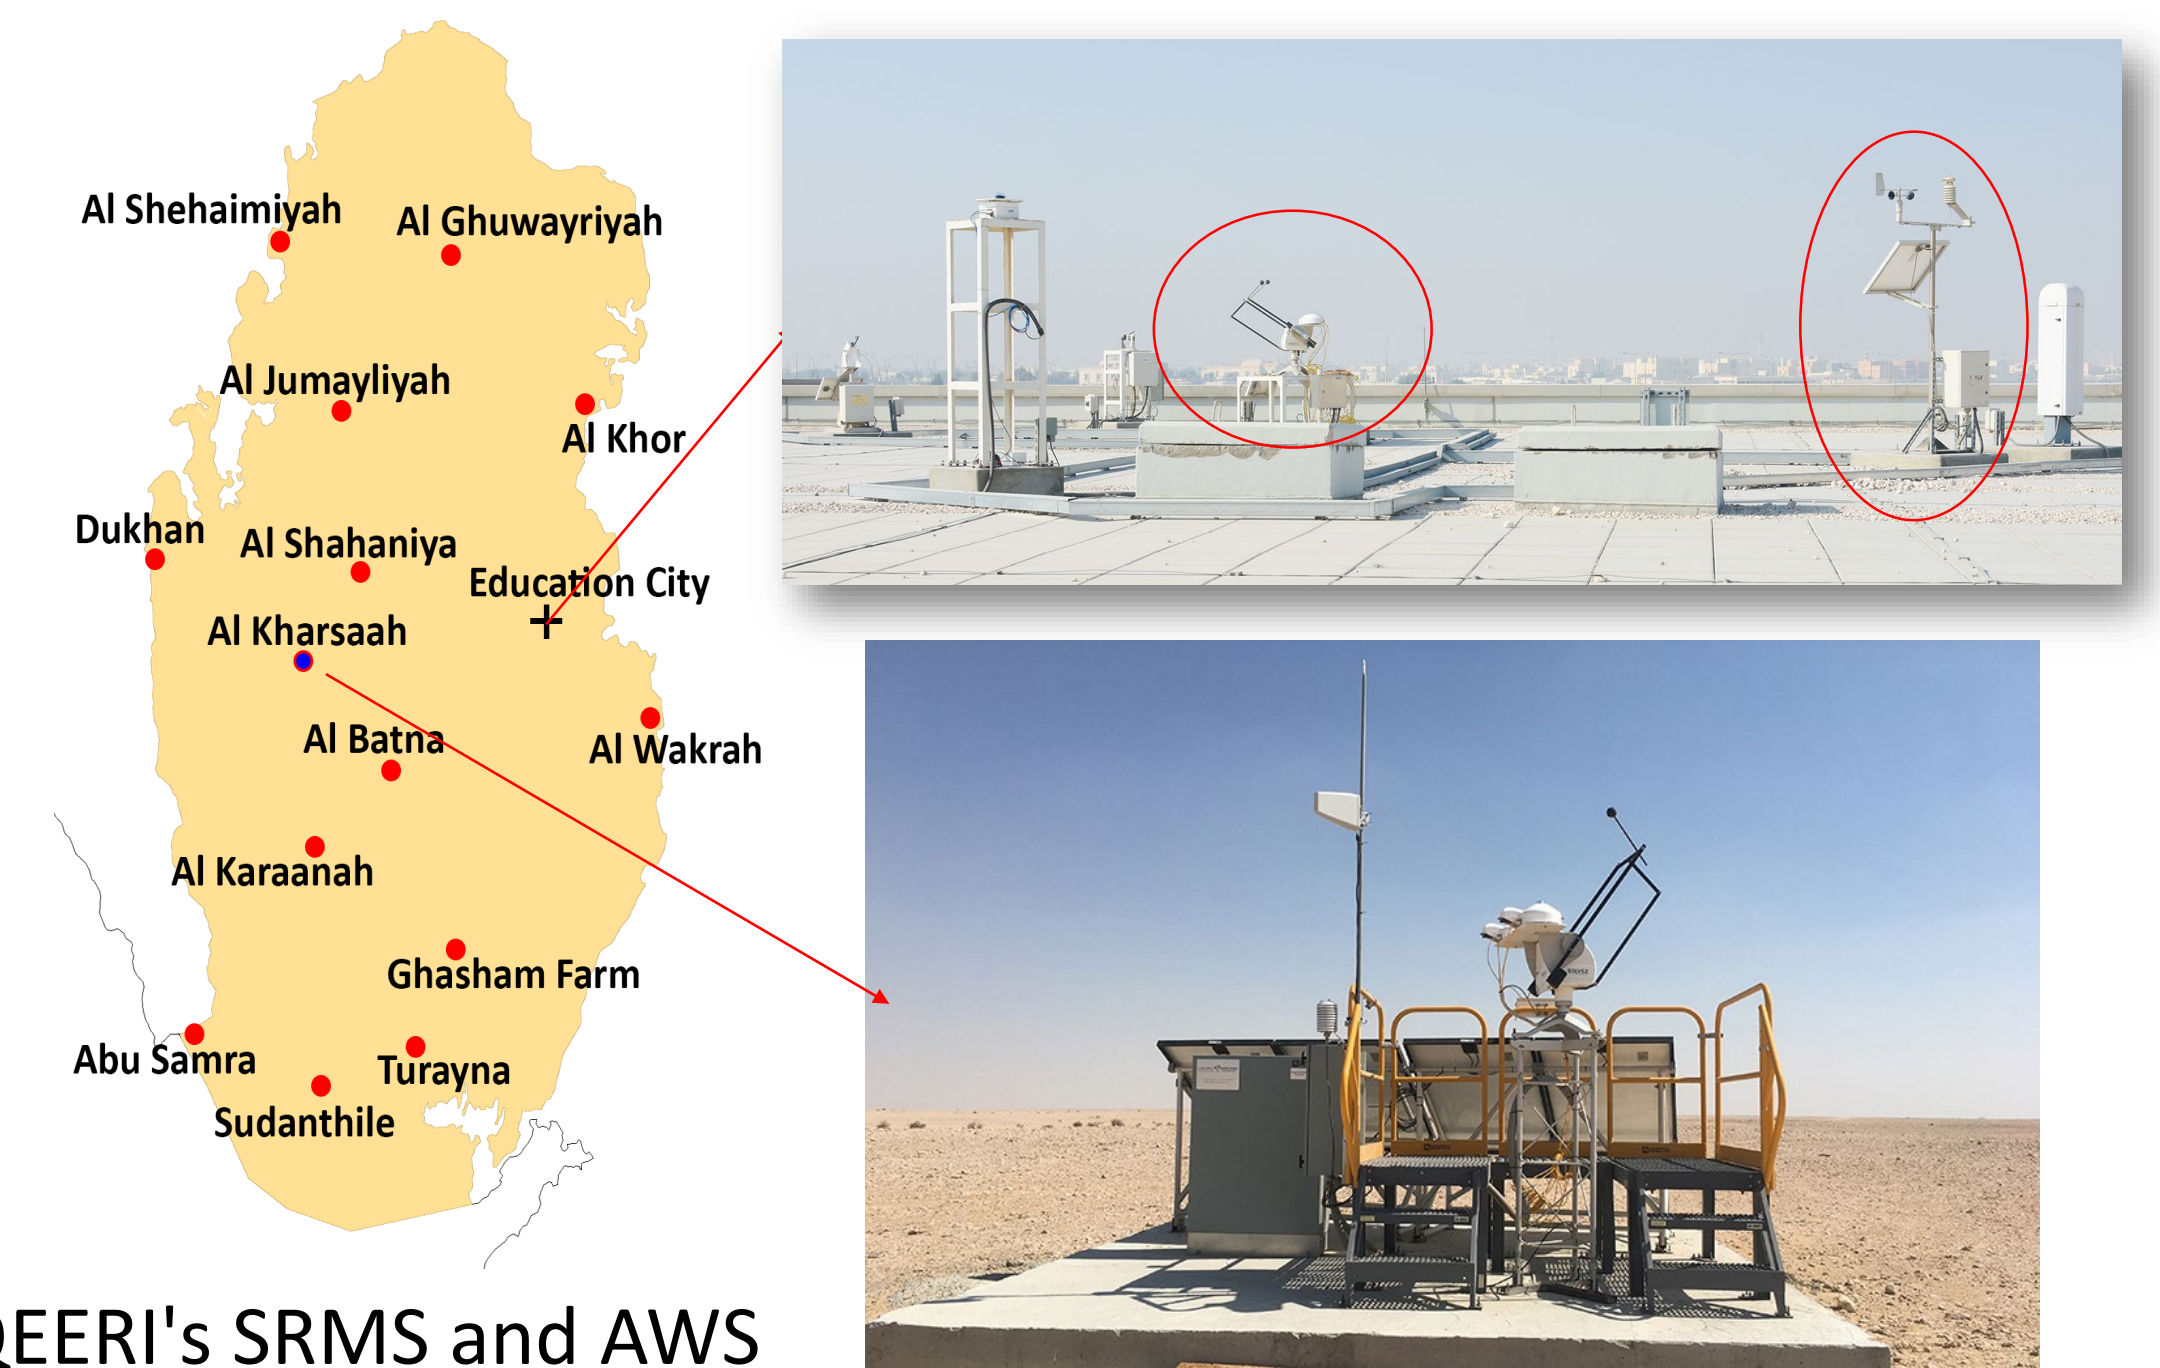 Al Shehaimiyah
Al Ghuwayriyah
Al Jumayliyah
Al Khor
Dukhan
Al Shahaniya
Education City
Al Kharsaah
Al Batna
Al Wakrah
Al Karaanah
Ghasham Farm
Abu Samra
Turayna
Sudanthile
QEERI's SRMS and AWS